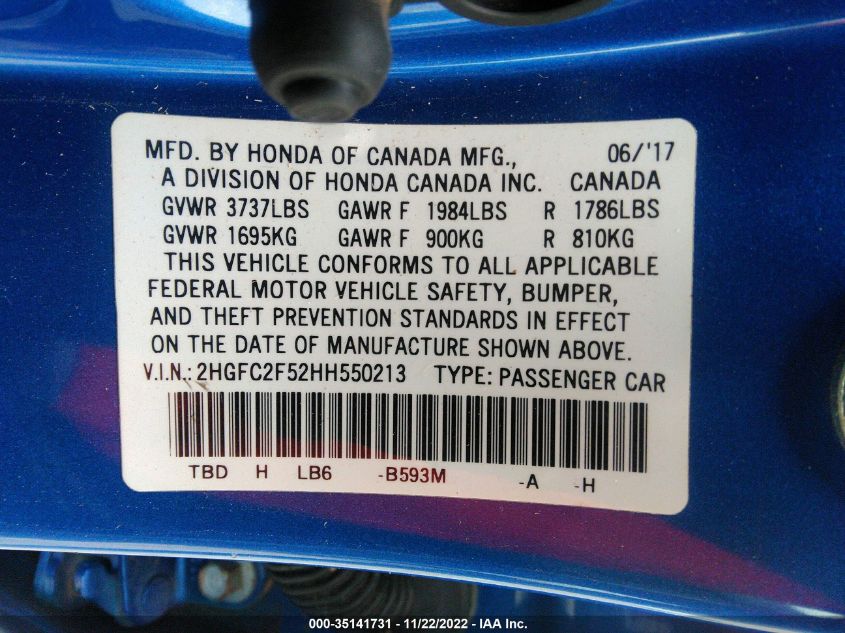 MFD. BY HONDA OF CANADA MFG., 06/'17
A DIVISION OF HONDA CANADA INC. CANADA
GVWR 3737LBS GAWR F 1984LBS R 1786LBS
GVWR 1695KG GAWR F 900KG R 810KG
THIS VEHICLE CONFORMS TO ALL APPLICABLE
FEDERAL MOTOR VEHICLE SAFETY, BUMPER,
AND THEFT PREVENTION STANDARDS IN EFFECT
ON THE DATE OF MANUFACTURE SHOWN ABOVE.
V.I.N.: 2HGFC2F52HH550213 TYPE: PASSENGER CAR
TBD H LB6 -B593M -A -H
000-35141731 - 11/22/2022 - IAA Inc.